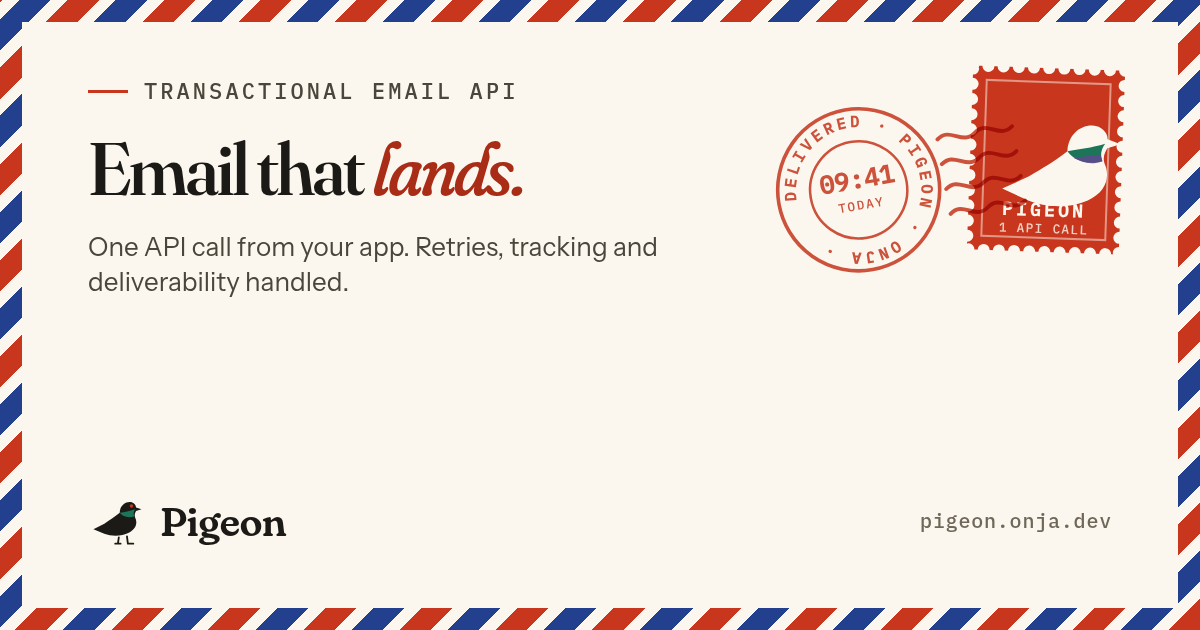 TRANSACTIONAL EMAIL API
Email that lands.
One API call from your app. Retries, tracking and
deliverability handled.
DELIVERED · PIGEON · ONJA ·
09:41
TODAY
PIGEON
1 API CALL
Pigeon
pigeon.onja.dev